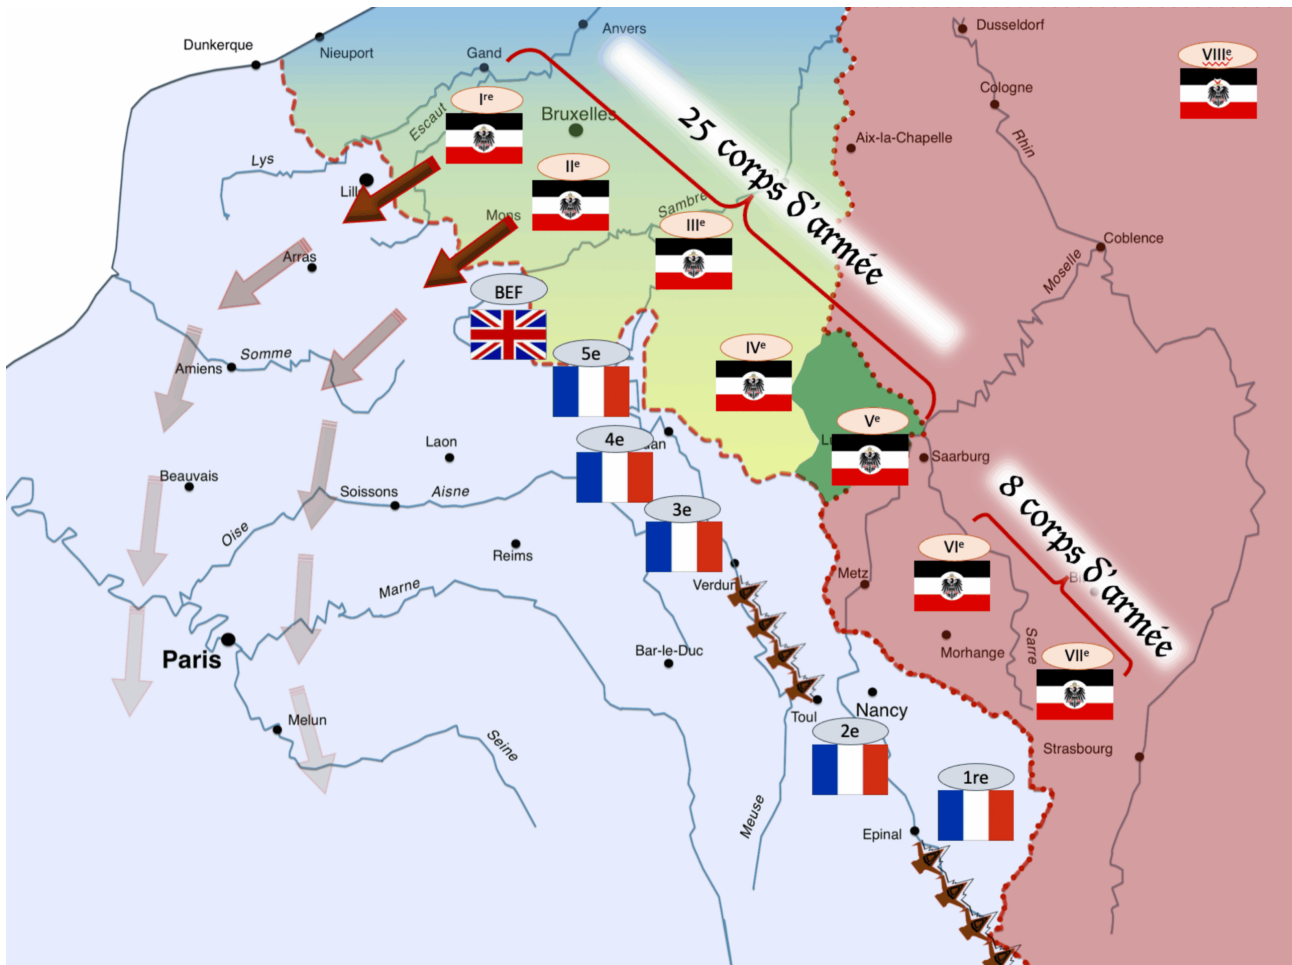 Dusseldorf
Anvers
Dunkerque
Nieuport
Gand
VIIIᵉ
Cologne
Iʳᵉ
Escaut
Bruxelles
25 corps d'armée
Rhin
Aix-la-Chapelle
Lys
IIᵉ
Lille
Sambre
Mons
IIIᵉ
Coblence
Arras
Moselle
BEF
Somme
Amiens
5e
IVᵉ
Vᵉ
Laon
4e
Saarburg
Beauvais
Soissons
Aisne
8 corps d'armée
3e
Oise
Reims
VIᵉ
Metz
Verdun
Marne
Sarre
Paris
Bar-le-Duc
Morhange
VIIᵉ
Nancy
Toul
Melun
2e
Seine
Strasbourg
1re
Meuse
Epinal